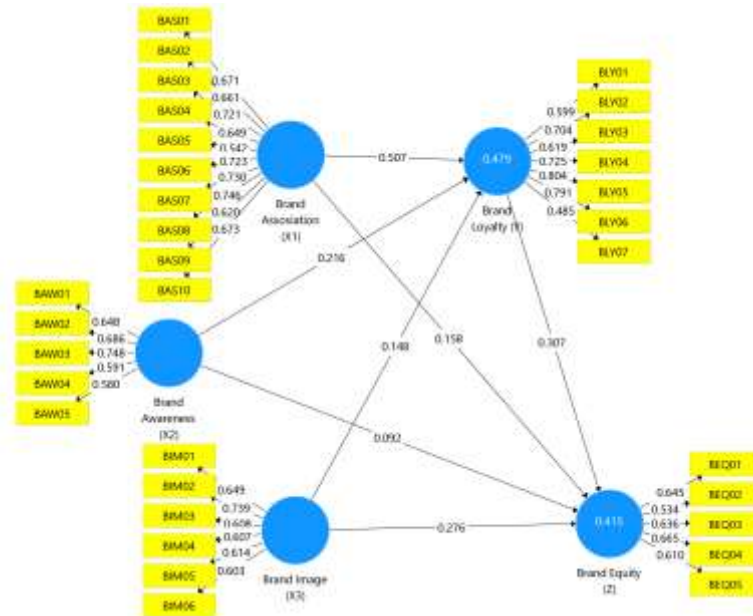 BAS01
BAS02
BAS03
BAS04
BAS05
BAS06
BAS07
BAS08
BAS09
BAS10
0.671
0.661
0.721
0.649
0.542
0.723
0.730
0.746
0.620
0.673
Brand
Assosiation
(X1)
0.507
0.479
Brand
Loyalty (Y)
BLY01
BLY02
BLY03
BLY04
BLY05
BLY06
BLY07
0.599
0.704
0.619
0.725
0.804
0.791
0.485
0.216
0.148
0.158
0.307
BAW01
BAW02
BAW03
BAW04
BAW05
0.648
0.686
0.748
0.591
0.580
Brand
Awareness
(X2)
0.092
BIM01
BIM02
BIM03
BIM04
BIM05
BIM06
0.649
0.739
0.608
0.607
0.614
0.603
Brand Image
(X3)
0.276
0.415
Brand Equity
(Z)
BEQ01
BEQ02
BEQ03
BEQ04
BEQ05
0.645
0.534
0.636
0.665
0.610